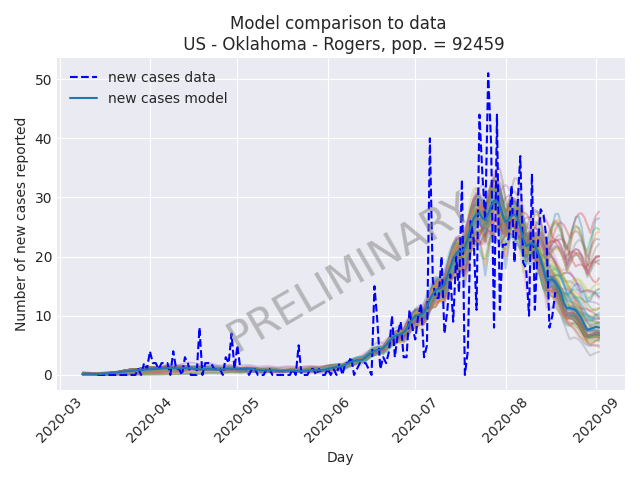 Model comparison to data
US - Oklahoma - Rogers, pop. = 92459
new cases data
new cases model
PRELIMINARY
Number of new cases reported
50
40
30
20
10
0
2020-03
2020-04
2020-05
2020-06
2020-07
2020-08
2020-09
Day